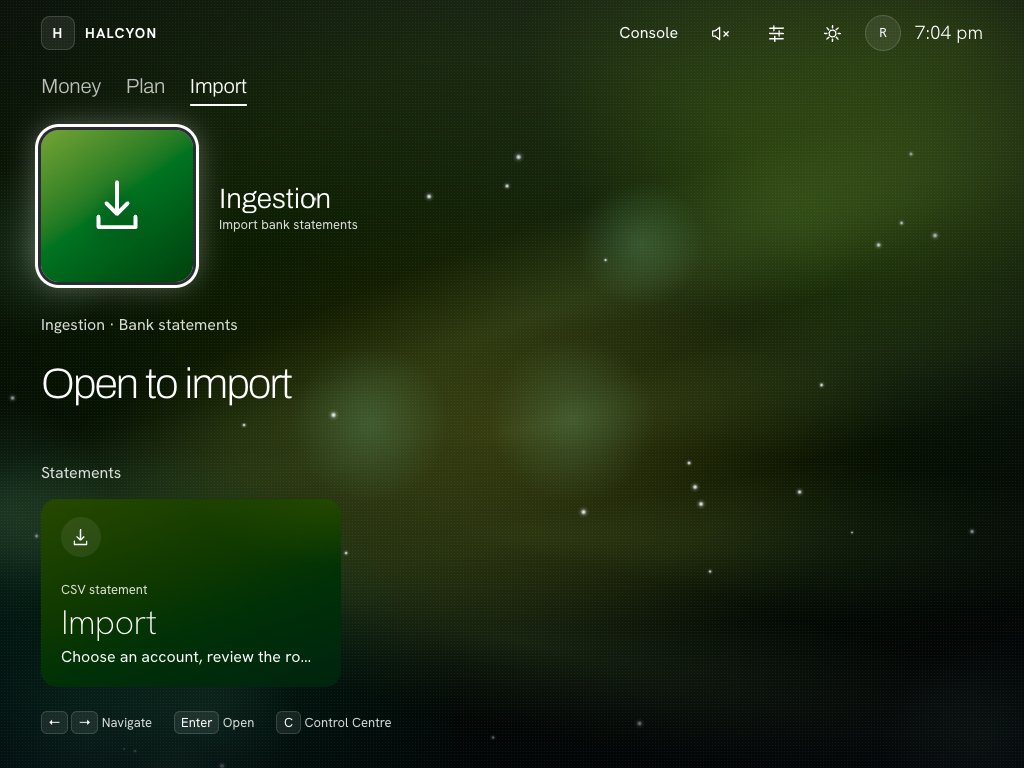 H HALCYON Console R 7:04 pm
Money Plan Import
Ingestion
Import bank statements
Ingestion · Bank statements
Open to import
Statements
CSV statement
Import
Choose an account, review the ro...
← → Navigate Enter Open C Control Centre